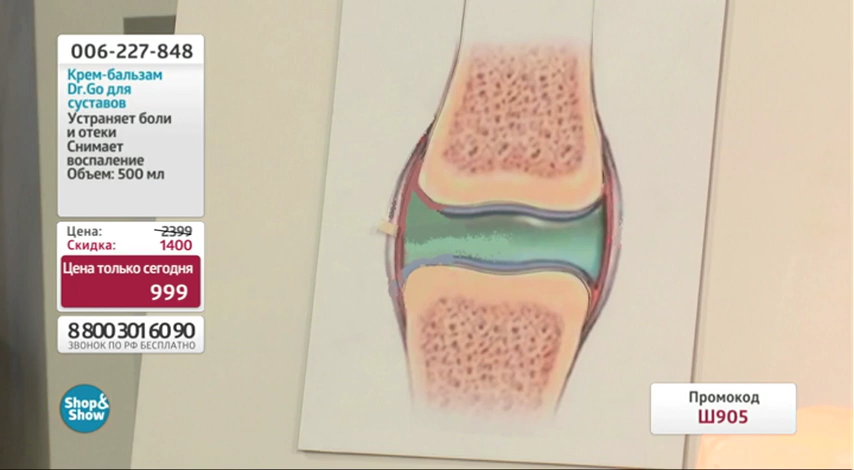 006-227-848
Крем-бальзам
Dr.Go для
суставов
Устраняет боли
и отеки
Снимает
воспаление
Объем: 500 мл
Цена: 2399
Скидка: 1400
Цена только сегодня
999
8 800 301 60 90
ЗВОНОК ПО РФ БЕСПЛАТНО
Shop&
Show
Промокод
Ш905